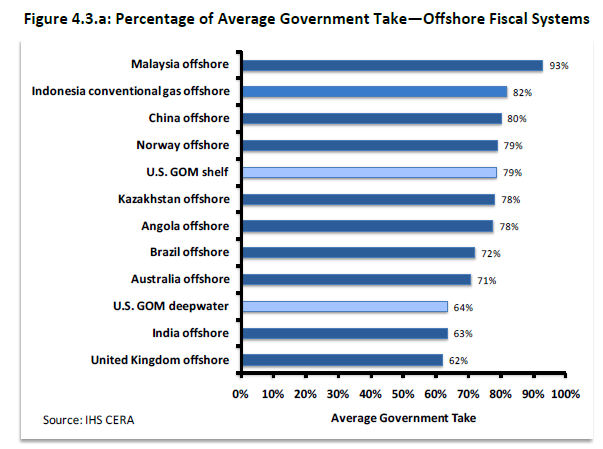 Figure 4.3.a: Percentage of Average Government Take—Offshore Fiscal Systems
Malaysia offshore 93%
Indonesia conventional gas offshore 82%
China offshore 80%
Norway offshore 79%
U.S. GOM shelf 79%
Kazakhstan offshore 78%
Angola offshore 78%
Brazil offshore 72%
Australia offshore 71%
U.S. GOM deepwater 64%
India offshore 63%
United Kingdom offshore 62%
0% 10% 20% 30% 40% 50% 60% 70% 80% 90% 100%
Source: IHS CERA Average Government Take